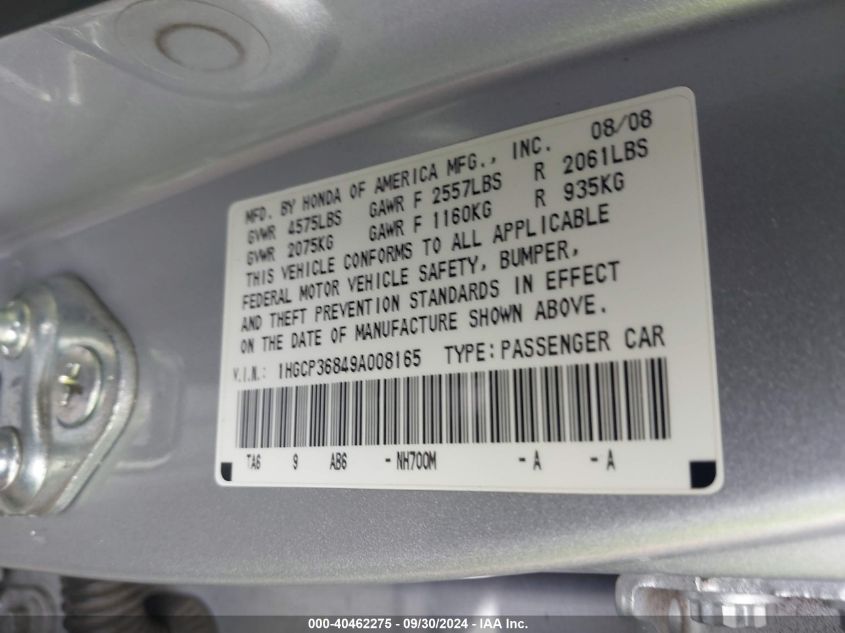 MFD. BY HONDA OF AMERICA MFG., INC. 08/08
GVWR 4575LBS GAWR F 2557LBS R 2061LBS
GVWR 2075KG GAWR F 1160KG R 935KG
THIS VEHICLE CONFORMS TO ALL APPLICABLE
FEDERAL MOTOR VEHICLE SAFETY, BUMPER,
AND THEFT PREVENTION STANDARDS IN EFFECT
ON THE DATE OF MANUFACTURE SHOWN ABOVE.
V.I.N.: 1HGCP36849A008165 TYPE: PASSENGER CAR
TA6 9 AB6 - NH700M - A - A
000-40462275 - 09/30/2024 - IAA Inc.